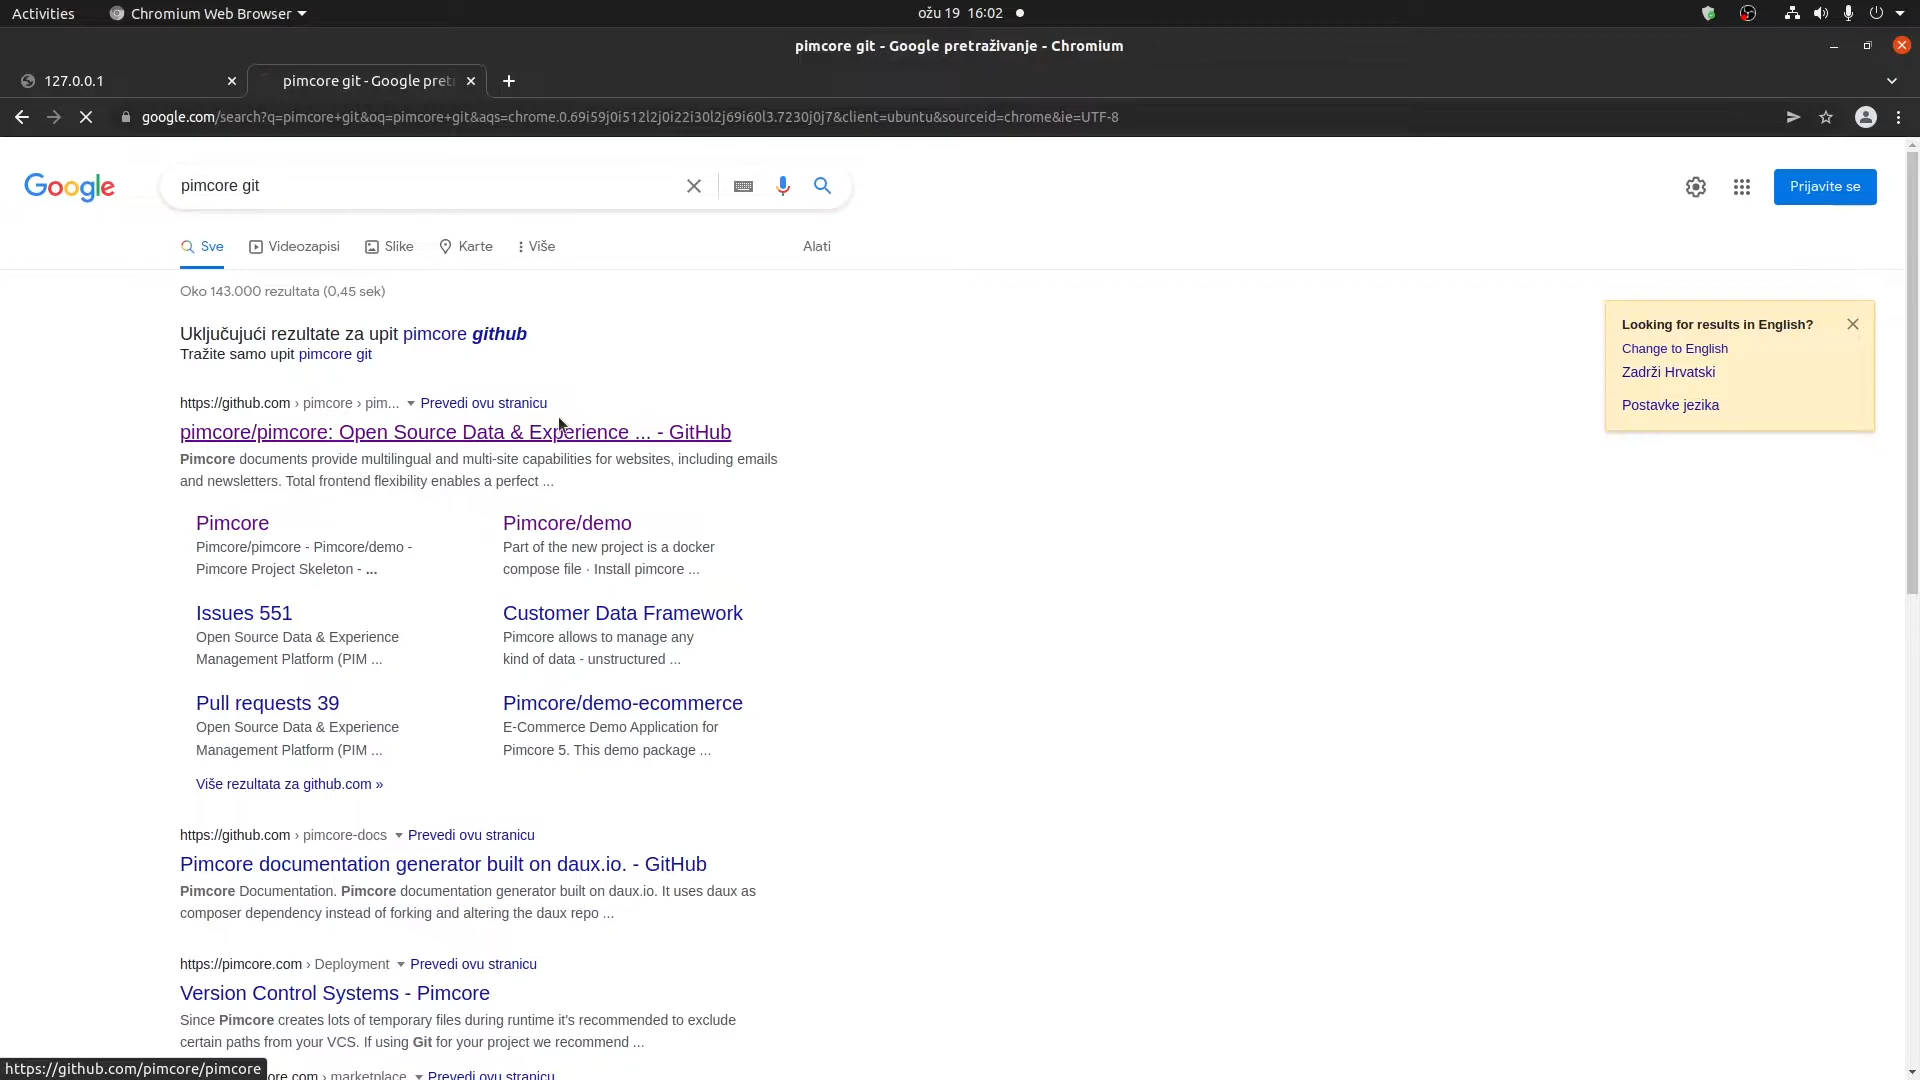 Activities
Chromium Web Browser
ožu 19 16:02
pimcore git - Google pretraživanje - Chromium
127.0.0.1
pimcore git - Google pret
google.com/search?q=pimcore+git&oq=pimcore+git&aqs=chrome.0.69i59j0i512l2j0i22i30l2j69i60l3.7230j0j7&client=ubuntu&sourceid=chrome&ie=UTF-8
Google
pimcore git
Prijavite se
Sve
Videozapisi
Slike
Karte
Više
Alati
Oko 143.000 rezultata (0,45 sek)
Looking for results in English?
Change to English
Zadrži Hrvatski
Postavke jezika
Uključujući rezultate za upit pimcore github
Tražite samo upit pimcore git
https://github.com › pimcore › pim... Prevedi ovu stranicu
pimcore/pimcore: Open Source Data & Experience ... - GitHub
Pimcore documents provide multilingual and multi-site capabilities for websites, including emails
and newsletters. Total frontend flexibility enables a perfect ...
Pimcore
Pimcore/pimcore - Pimcore/demo -
Pimcore Project Skeleton - ...
Pimcore/demo
Part of the new project is a docker
compose file · Install pimcore ...
Issues 551
Open Source Data & Experience
Management Platform (PIM ...
Customer Data Framework
Pimcore allows to manage any
kind of data - unstructured ...
Pull requests 39
Open Source Data & Experience
Management Platform (PIM ...
Pimcore/demo-ecommerce
E-Commerce Demo Application for
Pimcore 5. This demo package ...
Više rezultata za github.com »
https://github.com › pimcore-docs Prevedi ovu stranicu
Pimcore documentation generator built on daux.io. - GitHub
Pimcore Documentation. Pimcore documentation generator built on daux.io. It uses daux as
composer dependency instead of forking and altering the daux repo ...
https://pimcore.com › Deployment Prevedi ovu stranicu
Version Control Systems - Pimcore
Since Pimcore creates lots of temporary files during runtime it's recommended to exclude
certain paths from your VCS. If using Git for your project we recommend ...
https://github.com/pimcore/pimcore
ore.com › marketplace Prevedi ovu stranicu